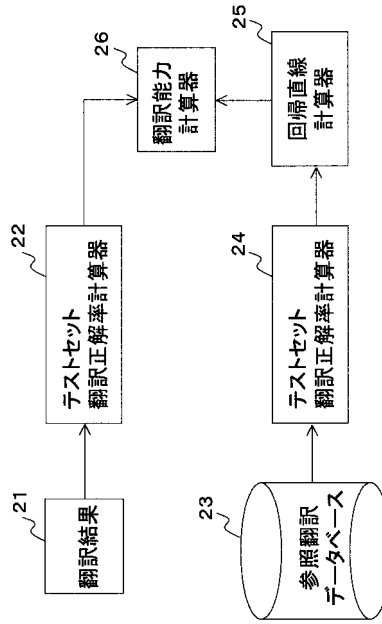 21
翻訳結果
22
テストセット
翻訳正解率計算器
26
翻訳能力
計算器
23
参照翻訳
データベース
24
テストセット
翻訳正解率計算器
25
回帰直線
計算器